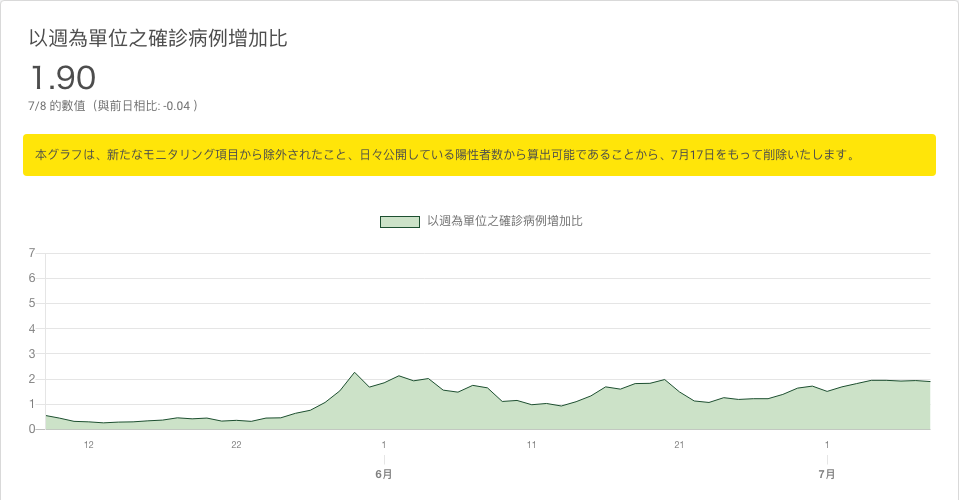 以週為單位之確診病例增加比
1.90
7/8 的數值（與前日相比: -0.04 ）
本グラフは、新たなモニタリング項目から除外されたこと、日々公開している陽性者数から算出可能であることから、7月17日をもって削除いたします。
以週為單位之確診病例增加比
7
6
5
4
3
2
1
0
12 22 1 11 21 1
6月 7月